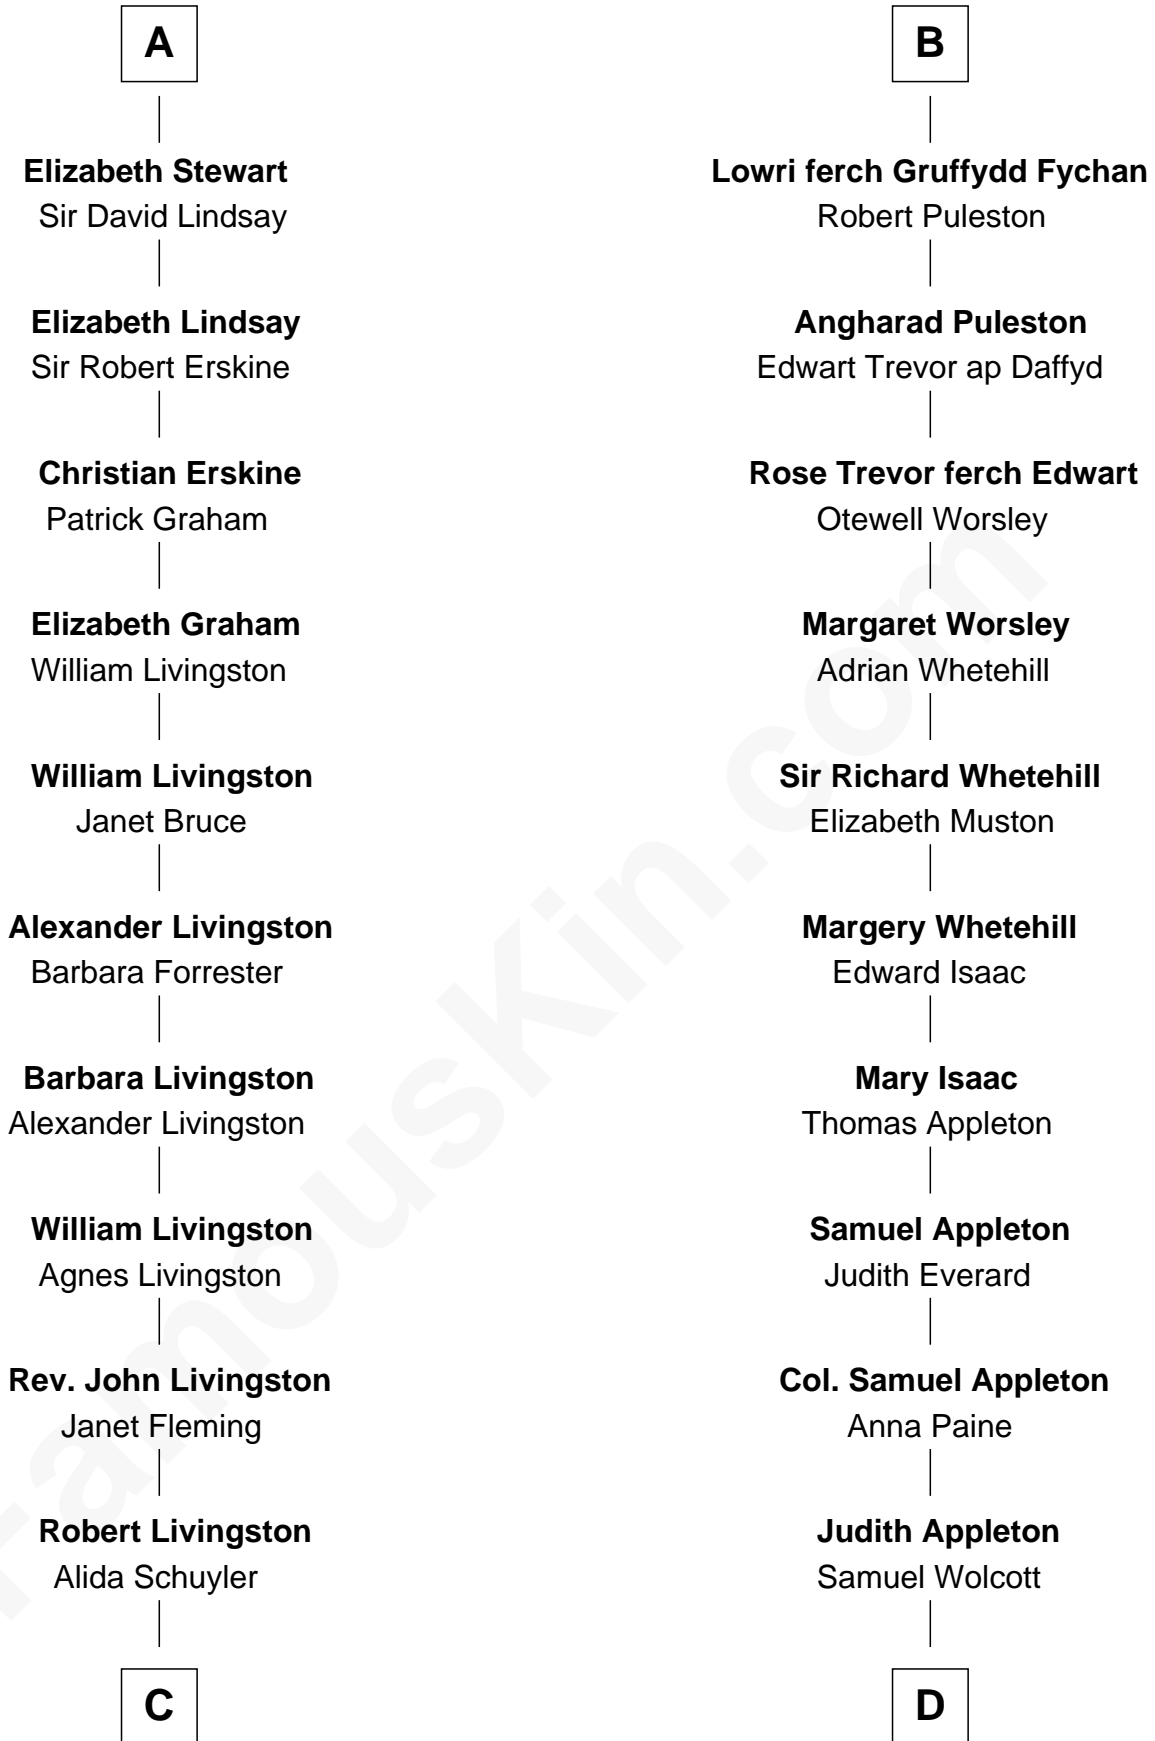 A
Elizabeth Stewart
Sir David Lindsay
Elizabeth Lindsay
Sir Robert Erskine
Christian Erskine
Patrick Graham
Elizabeth Graham
William Livingston
William Livingston
Janet Bruce
Alexander Livingston
Barbara Forrester
Barbara Livingston
Alexander Livingston
William Livingston
Agnes Livingston
Rev. John Livingston
Janet Fleming
Robert Livingston
Alida Schuyler
C
B
Lowri ferch Gruffydd Fychan
Robert Puleston
Angharad Puleston
Edwart Trevor ap Daffyd
Rose Trevor ferch Edwart
Otewell Worsley
Margaret Worsley
Adrian Whetehill
Sir Richard Whetehill
Elizabeth Muston
Margery Whetehill
Edward Isaac
Mary Isaac
Thomas Appleton
Samuel Appleton
Judith Everard
Col. Samuel Appleton
Anna Paine
Judith Appleton
Samuel Wolcott
D
FamousKin.com